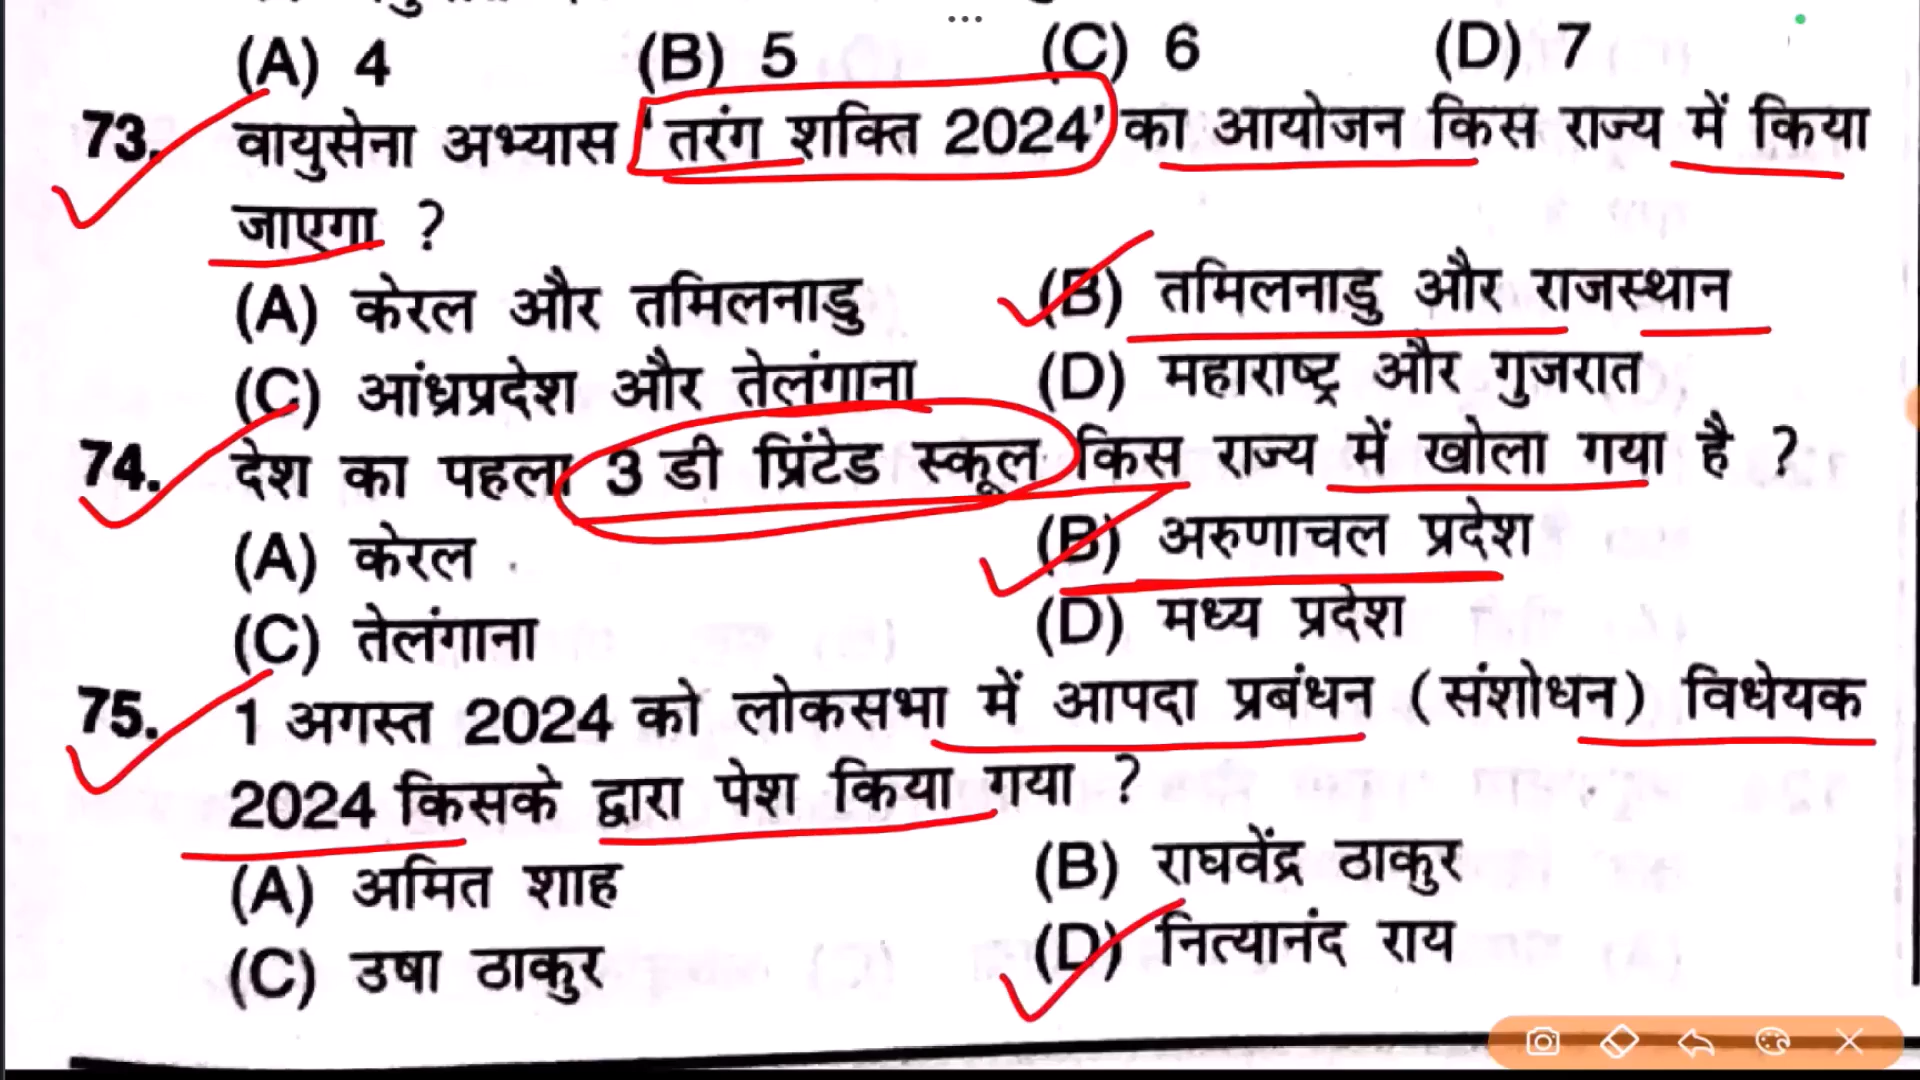 (A) 4 (B) 5 (C) 6 (D) 7
73. वायुसेना अभ्यास 'तरंग शक्ति 2024' का आयोजन किस राज्य में किया
जाएगा ?
(A) केरल और तमिलनाडु (B) तमिलनाडु और राजस्थान
(C) आंध्रप्रदेश और तेलंगाना (D) महाराष्ट्र और गुजरात
74. देश का पहला 3 डी प्रिंटेड स्कूल किस राज्य में खोला गया है ?
(A) केरल (B) अरुणाचल प्रदेश
(C) तेलंगाना (D) मध्य प्रदेश
75. 1 अगस्त 2024 को लोकसभा में आपदा प्रबंधन (संशोधन) विधेयक
2024 किसके द्वारा पेश किया गया ?
(A) अमित शाह (B) राघवेंद्र ठाकुर
(C) उषा ठाकुर (D) नित्यानंद राय